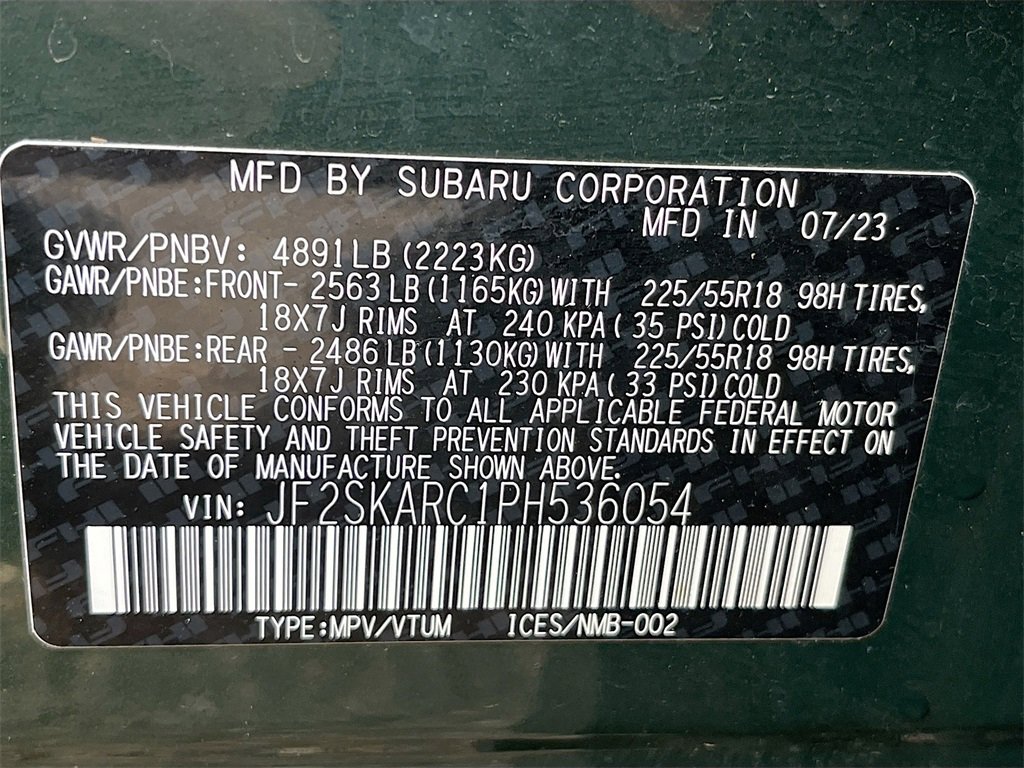 MFD BY SUBARU CORPORATION
MFD IN 07/23
GVWR/PNBV: 4891LB (2223KG)
GAWR/PNBE:FRONT- 2563 LB (1165KG) WITH 225/55R18 98H TIRES,
18X7J RIMS AT 240 KPA ( 35 PSI) COLD
GAWR/PNBE:REAR - 2486 LB (1130KG) WITH 225/55R18 98H TIRES,
18X7J RIMS AT 230 KPA ( 33 PSI) COLD
THIS VEHICLE CONFORMS TO ALL APPLICABLE FEDERAL MOTOR
VEHICLE SAFETY AND THEFT PREVENTION STANDARDS IN EFFECT ON
THE DATE OF MANUFACTURE SHOWN ABOVE.
VIN: JF2SKARC1PH536054
TYPE:MPV/VTUM ICES/NMB-002